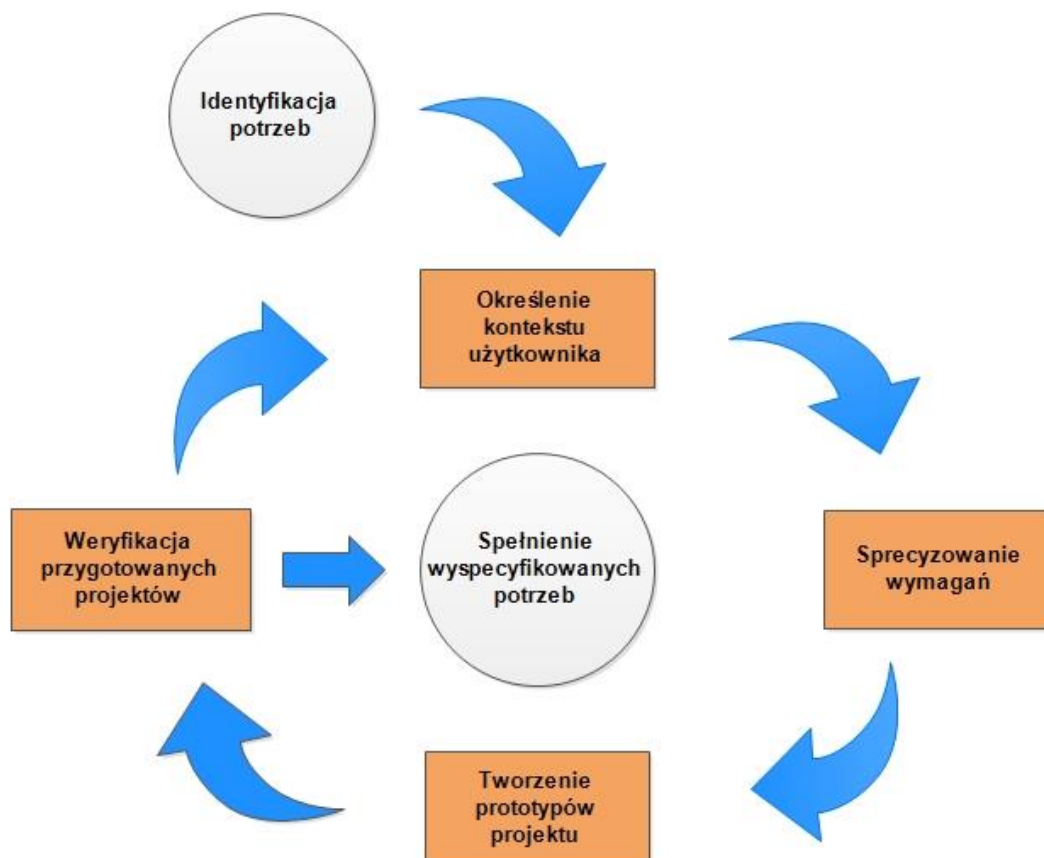 Identyfikacja
potrzeb
Określenie
kontekstu
użytkownika
Weryfikacja
przygotowanych
projektów
Spełnienie
wyspecyfikowanych
potrzeb
Sprecyzowanie
wymagań
Tworzenie
prototypów
projektu